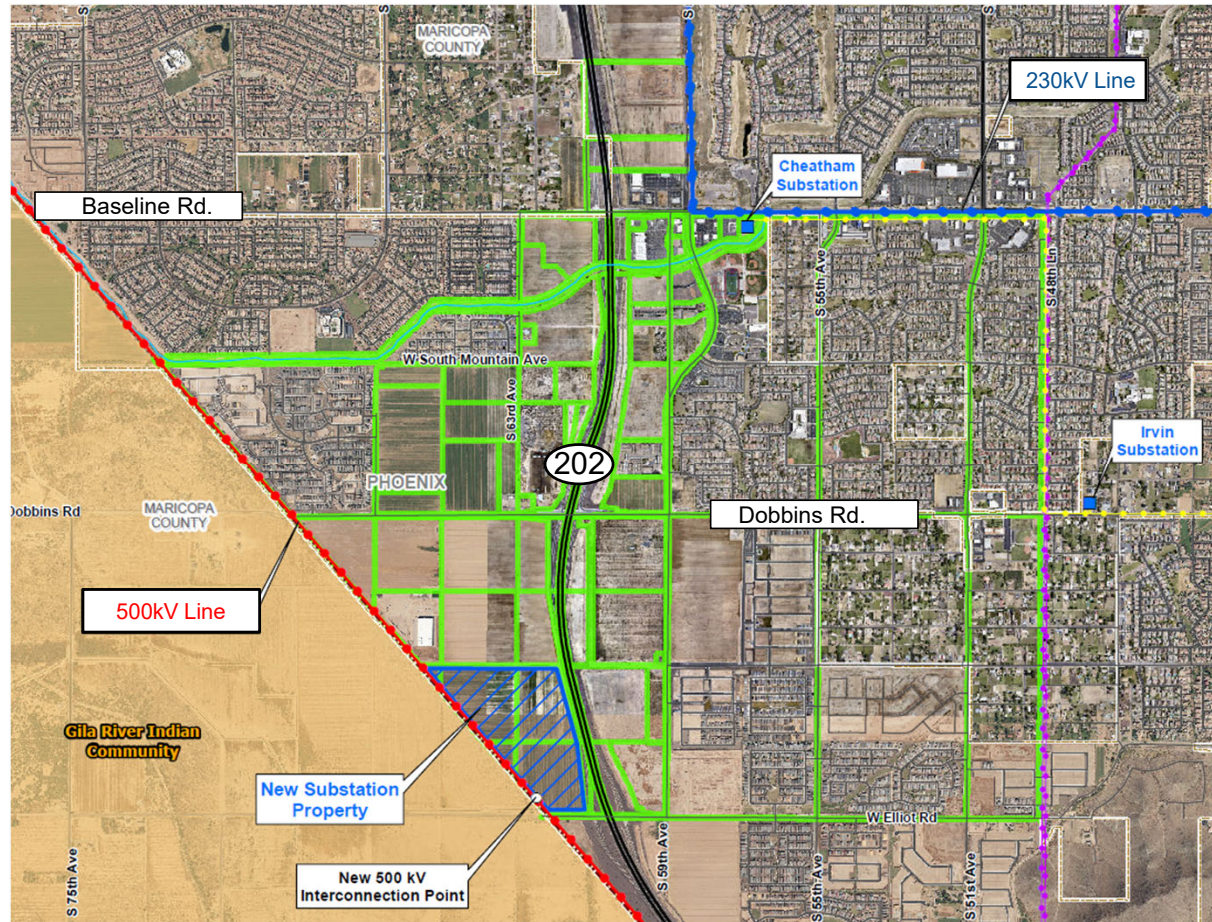 MARICOPA
COUNTY
230kV Line
Cheatham
Substation
Baseline Rd.
S 55th Ave
S 48th Ln
W South Mountain Ave
S 63rd Ave
Irvin
Substation
202
PHOENIX
MARICOPA
COUNTY
Dobbins Rd
Dobbins Rd.
500kV Line
Gila River Indian
Community
New Substation
Property
W Elliot Rd
New 500 kV
Interconnection Point
S 75th Ave
S 59th Ave
S 55th Ave
S 51st Ave